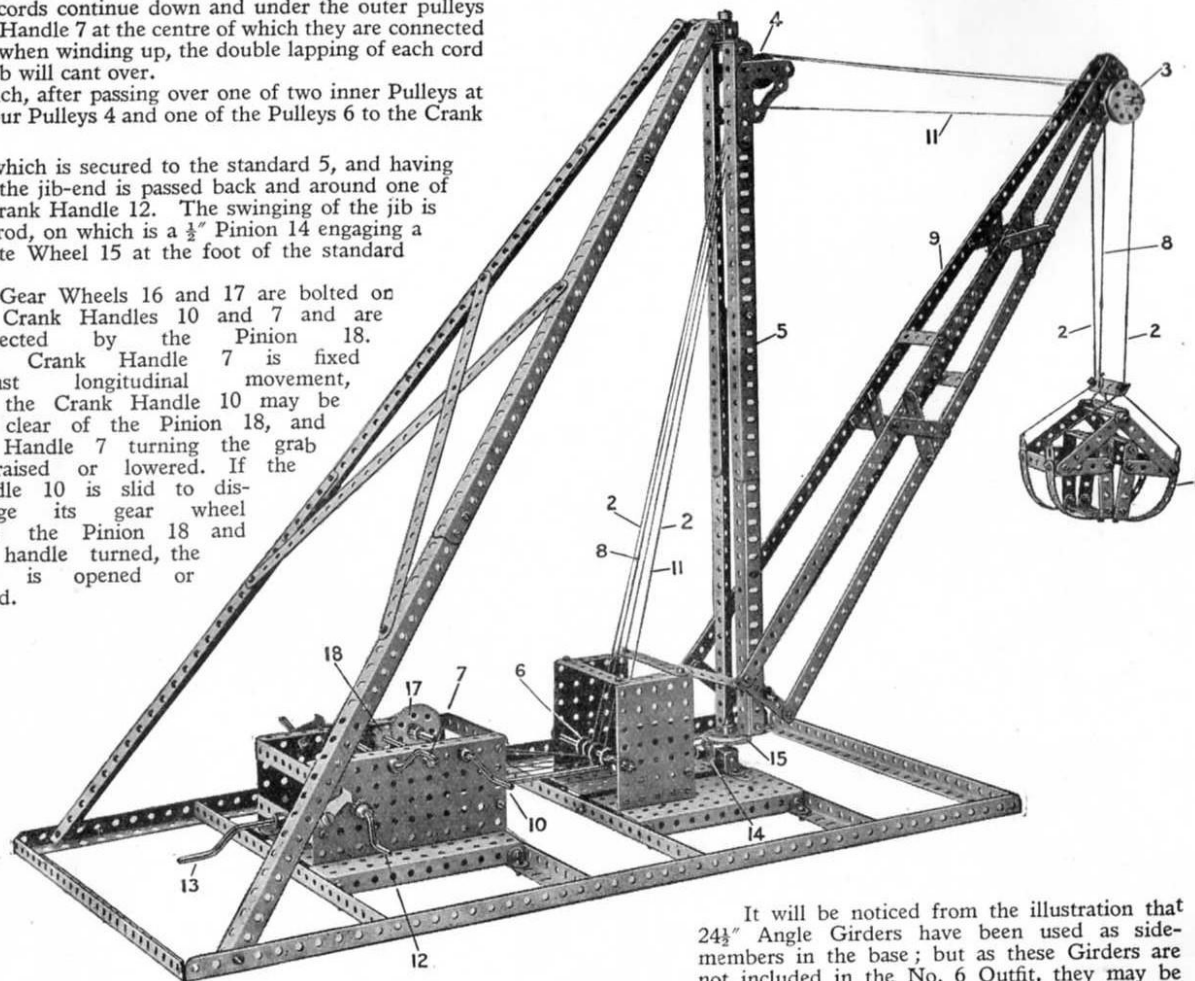 cords continue down and under the outer pulleys
Handle 7 at the centre of which they are connected
when winding up, the double lapping of each cord
b will cant over.
ch, after passing over one of two inner Pulleys at
ur Pulleys 4 and one of the Pulleys 6 to the Crank
which is secured to the standard 5, and having
the jib-end is passed back and around one of
rank Handle 12. The swinging of the jib is
rod, on which is a ½″ Pinion 14 engaging a
te Wheel 15 at the foot of the standard
Gear Wheels 16 and 17 are bolted on
Crank Handles 10 and 7 and are
ected by the Pinion 18.
Crank Handle 7 is fixed
st longitudinal movement,
the Crank Handle 10 may be
clear of the Pinion 18, and
Handle 7 turning the grab
raised or lowered. If the
dle 10 is slid to dis-
ge its gear wheel
the Pinion 18 and
handle turned, the
is opened or
d.
4
3
11
9
8
5
2
2
2
2
8
11
18
17
7
6
15
14
10
13
12
It will be noticed from the illustration that
24½″ Angle Girders have been used as side-
members in the base; but as these Girders are
not included in the No. 6 Outfit, they may be